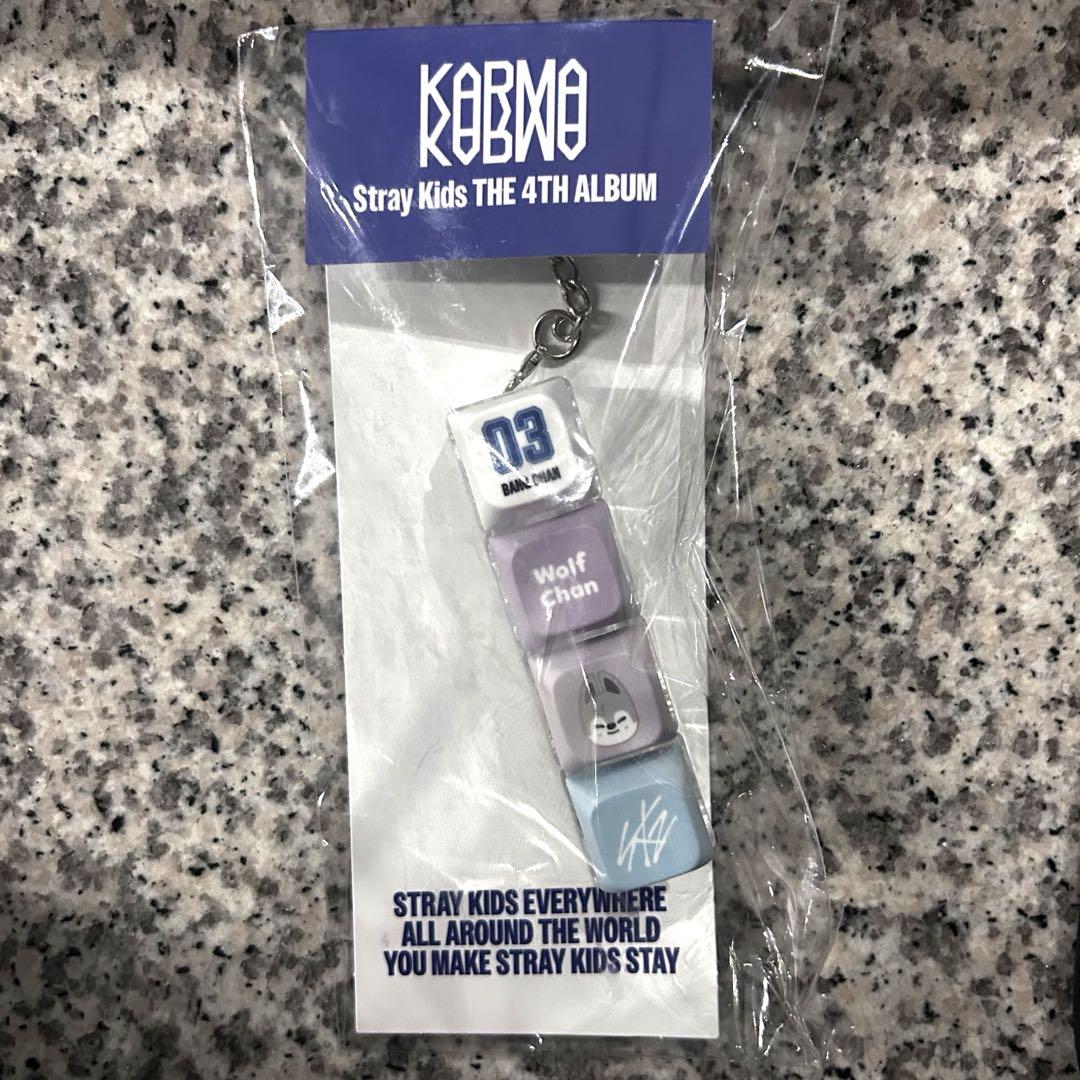 KARMA
Stray Kids THE 4TH ALBUM
03
BANG CHAN
Wolf
Chan
STRAY KIDS EVERYWHERE
ALL AROUND THE WORLD
YOU MAKE STRAY KIDS STAY